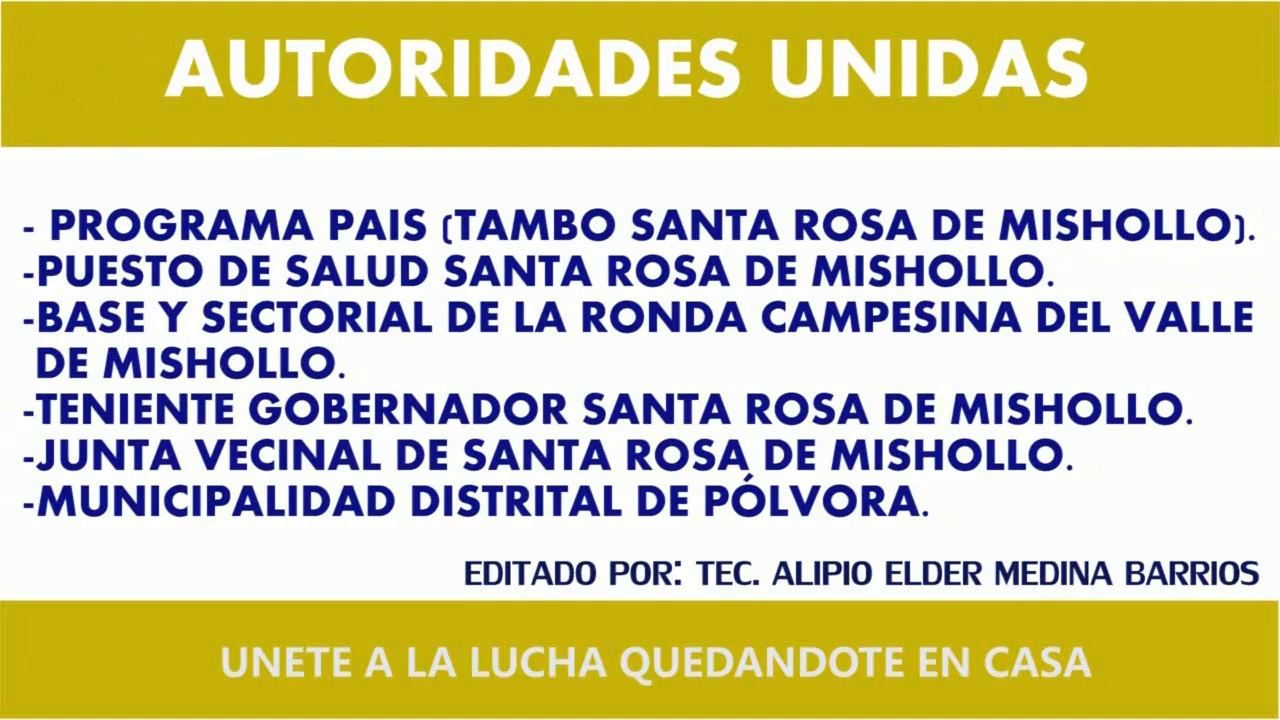 AUTORIDADES UNIDAS
- PROGRAMA PAIS (TAMBO SANTA ROSA DE MISHOLLO).
-PUESTO DE SALUD SANTA ROSA DE MISHOLLO.
-BASE Y SECTORIAL DE LA RONDA CAMPESINA DEL VALLE
DE MISHOLLO.
-TENIENTE GOBERNADOR SANTA ROSA DE MISHOLLO.
-JUNTA VECINAL DE SANTA ROSA DE MISHOLLO.
-MUNICIPALIDAD DISTRITAL DE PÓLVORA.
EDITADO POR: TEC. ALIPIO ELDER MEDINA BARRIOS
UNETE A LA LUCHA QUEDANDOTE EN CASA